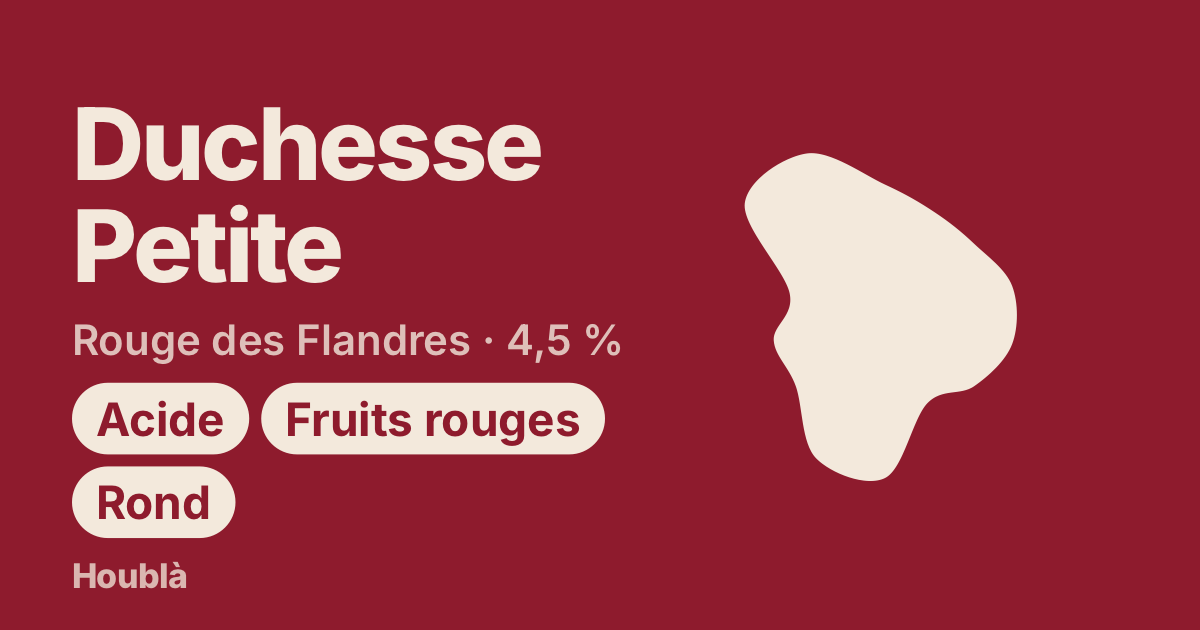 Duchesse
Petite
Rouge des Flandres · 4,5 %
Acide Fruits rouges
Rond
Houblà